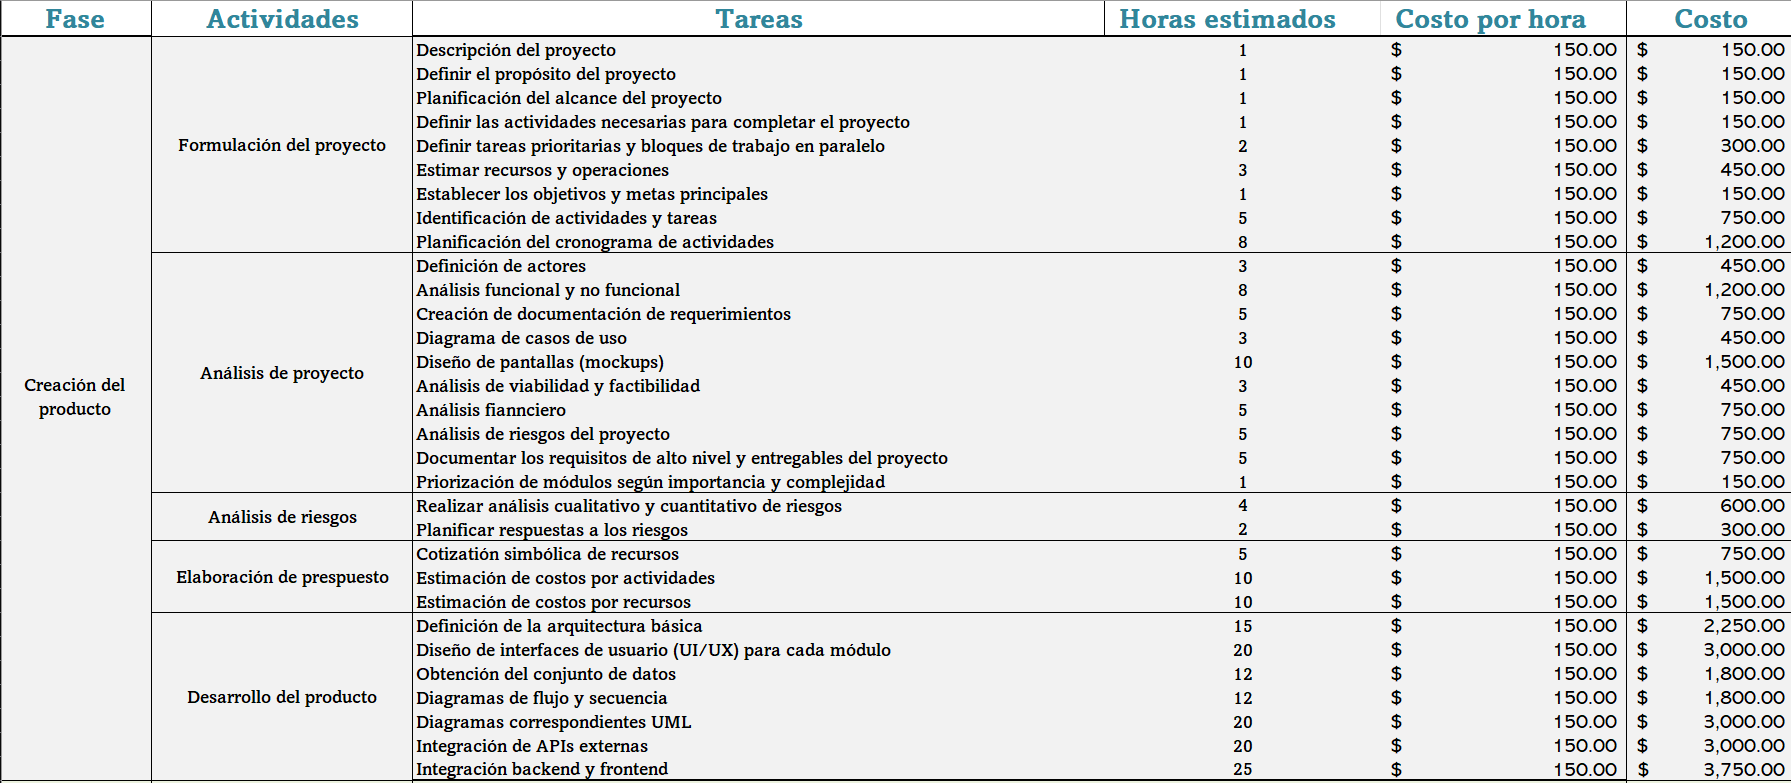 Fase Actividades Tareas Horas estimados Costo por hora Costo
Descripción del proyecto 1 $ 150.00 $ 150.00
Definir el propósito del proyecto 1 $ 150.00 $ 150.00
Planificación del alcance del proyecto 1 $ 150.00 $ 150.00
Definir las actividades necesarias para completar el proyecto 1 $ 150.00 $ 150.00
Formulación del proyecto Definir tareas prioritarias y bloques de trabajo en paralelo 2 $ 150.00 $ 300.00
Estimar recursos y operaciones 3 $ 150.00 $ 450.00
Establecer los objetivos y metas principales 1 $ 150.00 $ 150.00
Identificación de actividades y tareas 5 $ 150.00 $ 750.00
Planificación del cronograma de actividades 8 $ 150.00 $ 1,200.00
Definición de actores 3 $ 150.00 $ 450.00
Análisis funcional y no funcional 8 $ 150.00 $ 1,200.00
Creación de documentación de requerimientos 5 $ 150.00 $ 750.00
Diagrama de casos de uso 3 $ 150.00 $ 450.00
Diseño de pantallas (mockups) 10 $ 150.00 $ 1,500.00
Análisis de proyecto
Creación del
producto
Análisis de viabilidad y factibilidad 3 $ 150.00 $ 450.00
Análisis fiannciero 5 $ 150.00 $ 750.00
Análisis de riesgos del proyecto 5 $ 150.00 $ 750.00
Documentar los requisitos de alto nivel y entregables del proyecto 5 $ 150.00 $ 750.00
Priorización de módulos según importancia y complejidad 1 $ 150.00 $ 150.00
Análisis de riesgos
Realizar análisis cualitativo y cuantitativo de riesgos 4 $ 150.00 $ 600.00
Planificar respuestas a los riesgos 2 $ 150.00 $ 300.00
Cotizatión simbólica de recursos 5 $ 150.00 $ 750.00
Elaboración de prespuesto Estimación de costos por actividades 10 $ 150.00 $ 1,500.00
Estimación de costos por recursos 10 $ 150.00 $ 1,500.00
Definición de la arquitectura básica 15 $ 150.00 $ 2,250.00
Diseño de interfaces de usuario (UI/UX) para cada módulo 20 $ 150.00 $ 3,000.00
Obtención del conjunto de datos 12 $ 150.00 $ 1,800.00
Desarrollo del producto Diagramas de flujo y secuencia 12 $ 150.00 $ 1,800.00
Diagramas correspondientes UML 20 $ 150.00 $ 3,000.00
Integración de APIs externas 20 $ 150.00 $ 3,000.00
Integración backend y frontend 25 $ 150.00 $ 3,750.00